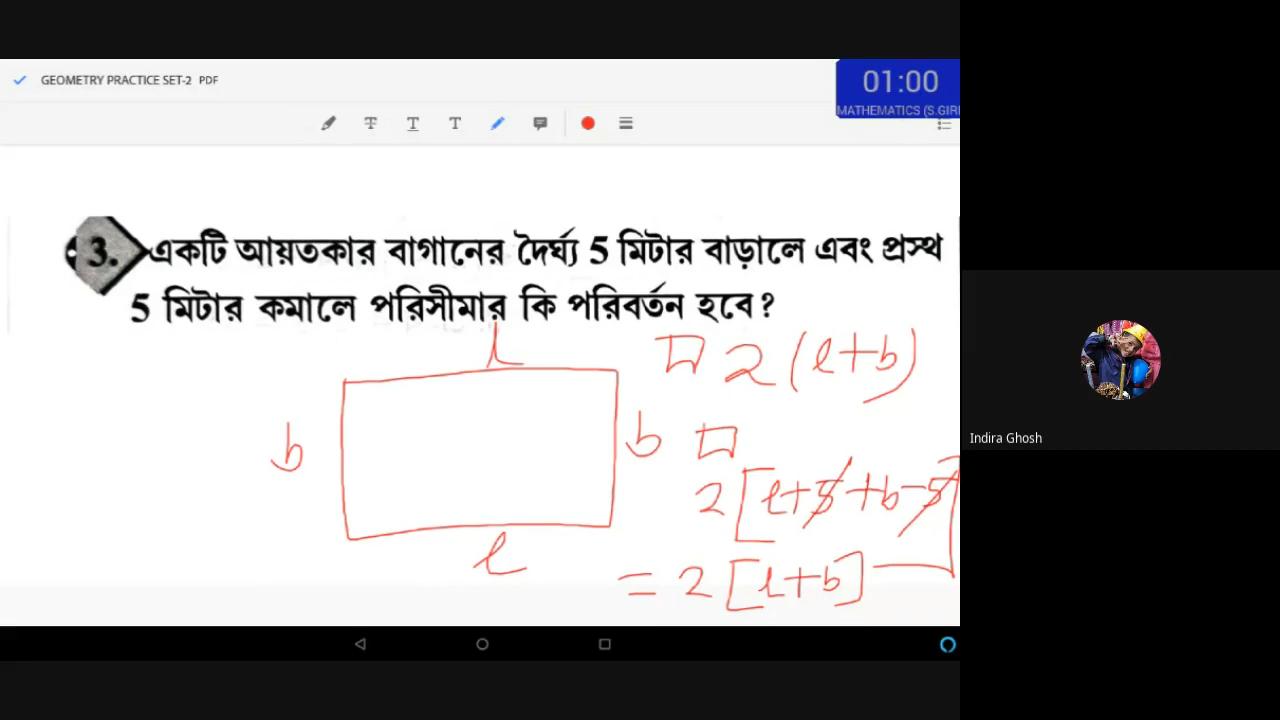 GEOMETRY PRACTICE SET-2 PDF
01:00
MATHEMATICS (S.GIRI
T T T
3. একটি আয়তকার বাগানের দৈর্ঘ্য 5 মিটার বাড়ালে এবং প্রস্থ
5 মিটার কমালে পরিসীমার কি পরিবর্তন হবে?
l
□ 2 (l+b)
b
b □
2 [l+5+b-5]
l
= 2 [l+b]
Indira Ghosh